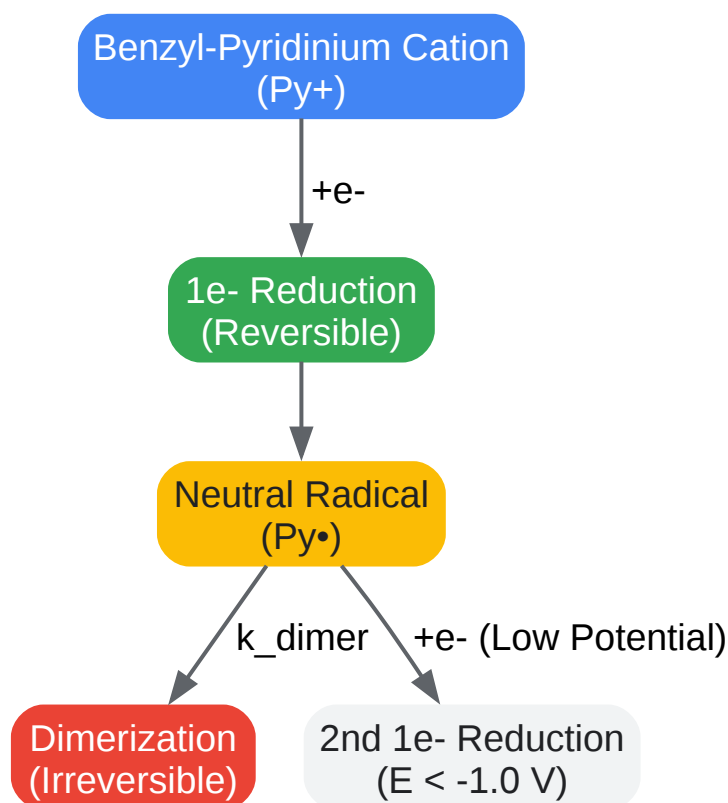 Benzyl-Pyridinium Cation
(Py+)
+e-
1e- Reduction
(Reversible)
Neutral Radical
(Py•)
k_dimer
+e- (Low Potential)
Dimerization
(Irreversible)
2nd 1e- Reduction
(E < -1.0 V)